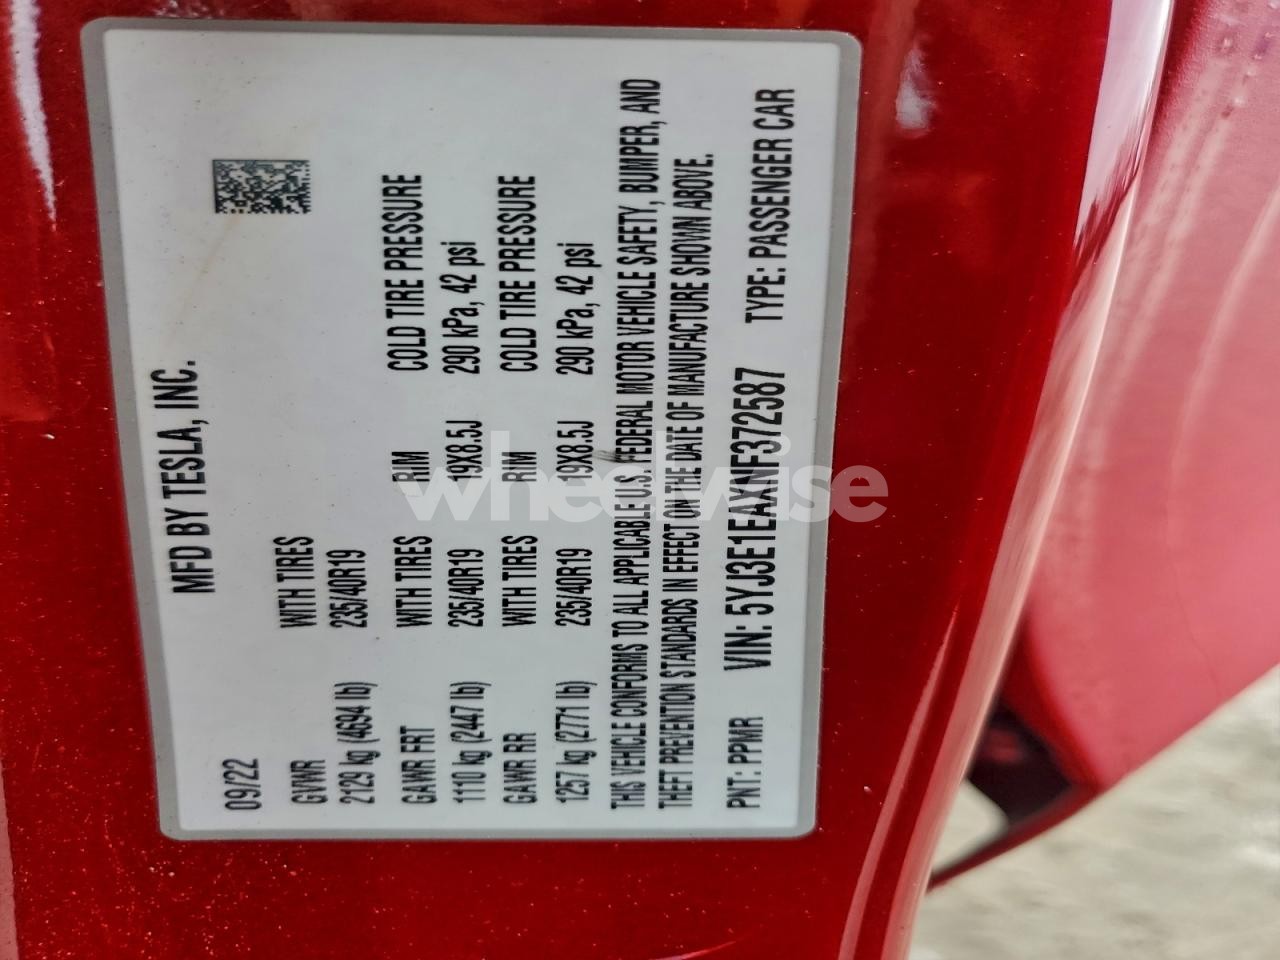 MFD BY TESLA, INC.
09/22
GVWR WITH TIRES
2129 kg (4694 lb) 235/40R19
GAWR FRT WITH TIRES RIM COLD TIRE PRESSURE
1110 kg (2447 lb) 235/40R19 19X8.5J 290 kPa, 42 psi
GAWR RR WITH TIRES RIM COLD TIRE PRESSURE
1257 kg (2771 lb) 235/40R19 19X8.5J 290 kPa, 42 psi
THIS VEHICLE CONFORMS TO ALL APPLICABLE U.S. FEDERAL MOTOR VEHICLE SAFETY, BUMPER, AND
THEFT PREVENTION STANDARDS IN EFFECT ON THE DATE OF MANUFACTURE SHOWN ABOVE.
PNT: PPMR VIN: 5YJ3E1EAXNF372587 TYPE: PASSENGER CAR
wheelwise